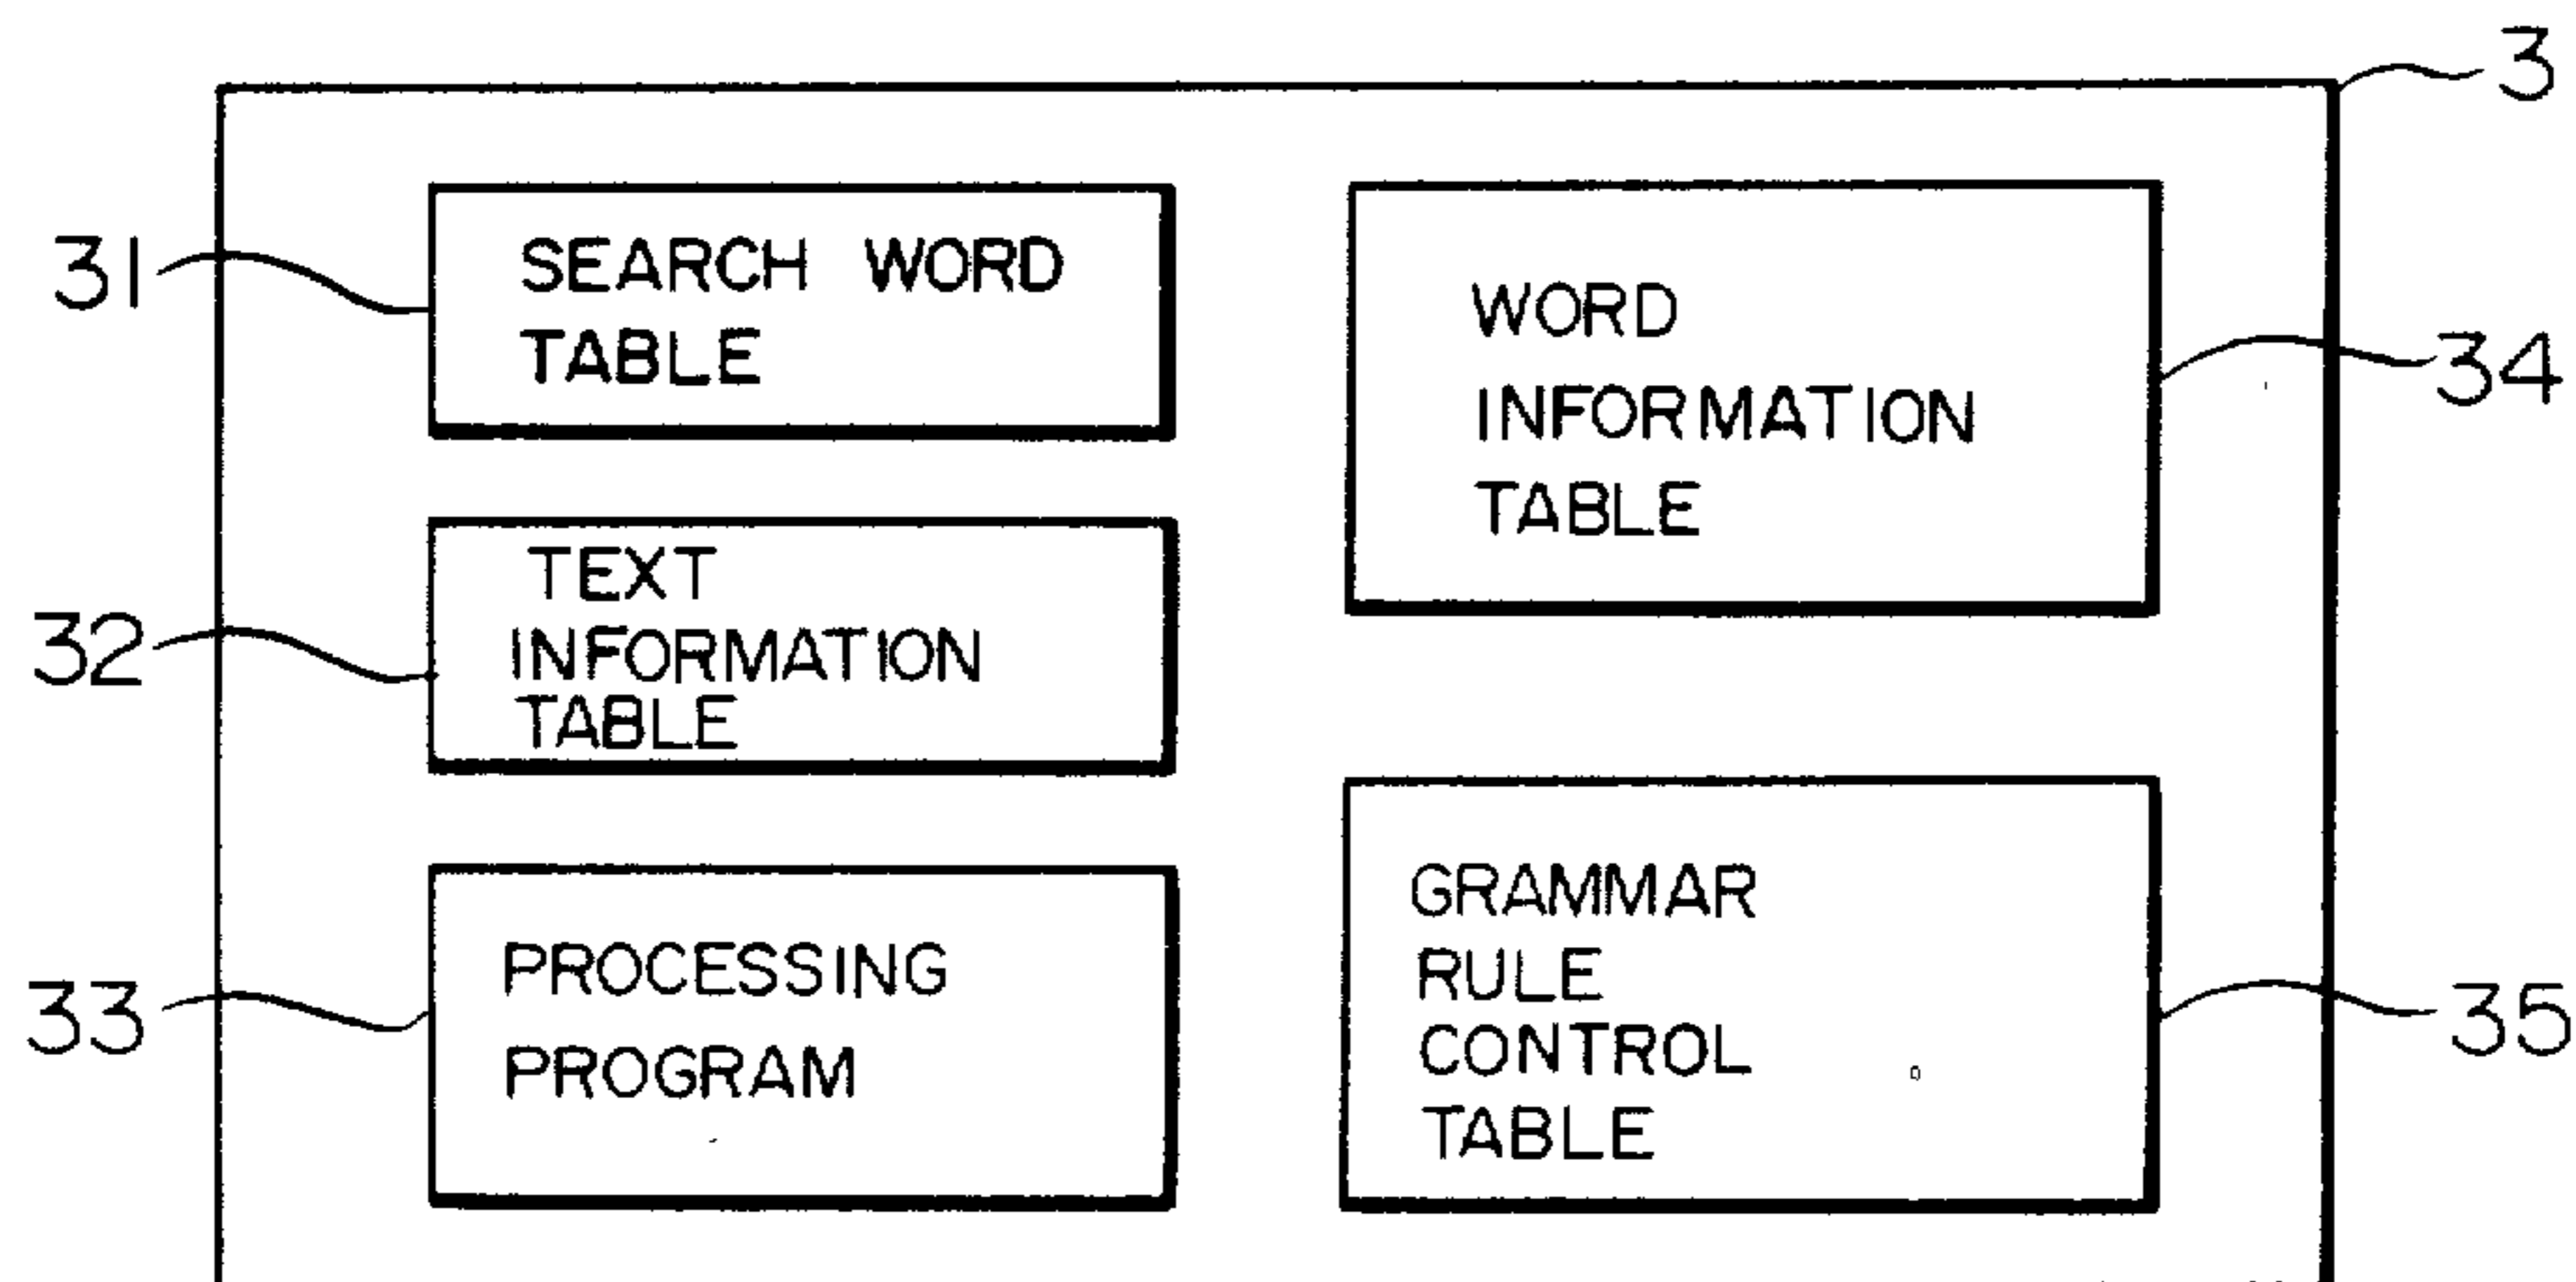 3
31
SEARCH WORD
TABLE
32
TEXT
INFORMATION
TABLE
33
PROCESSING
PROGRAM
WORD
INFORMATION
TABLE
34
GRAMMAR
RULE
CONTROL
TABLE
35